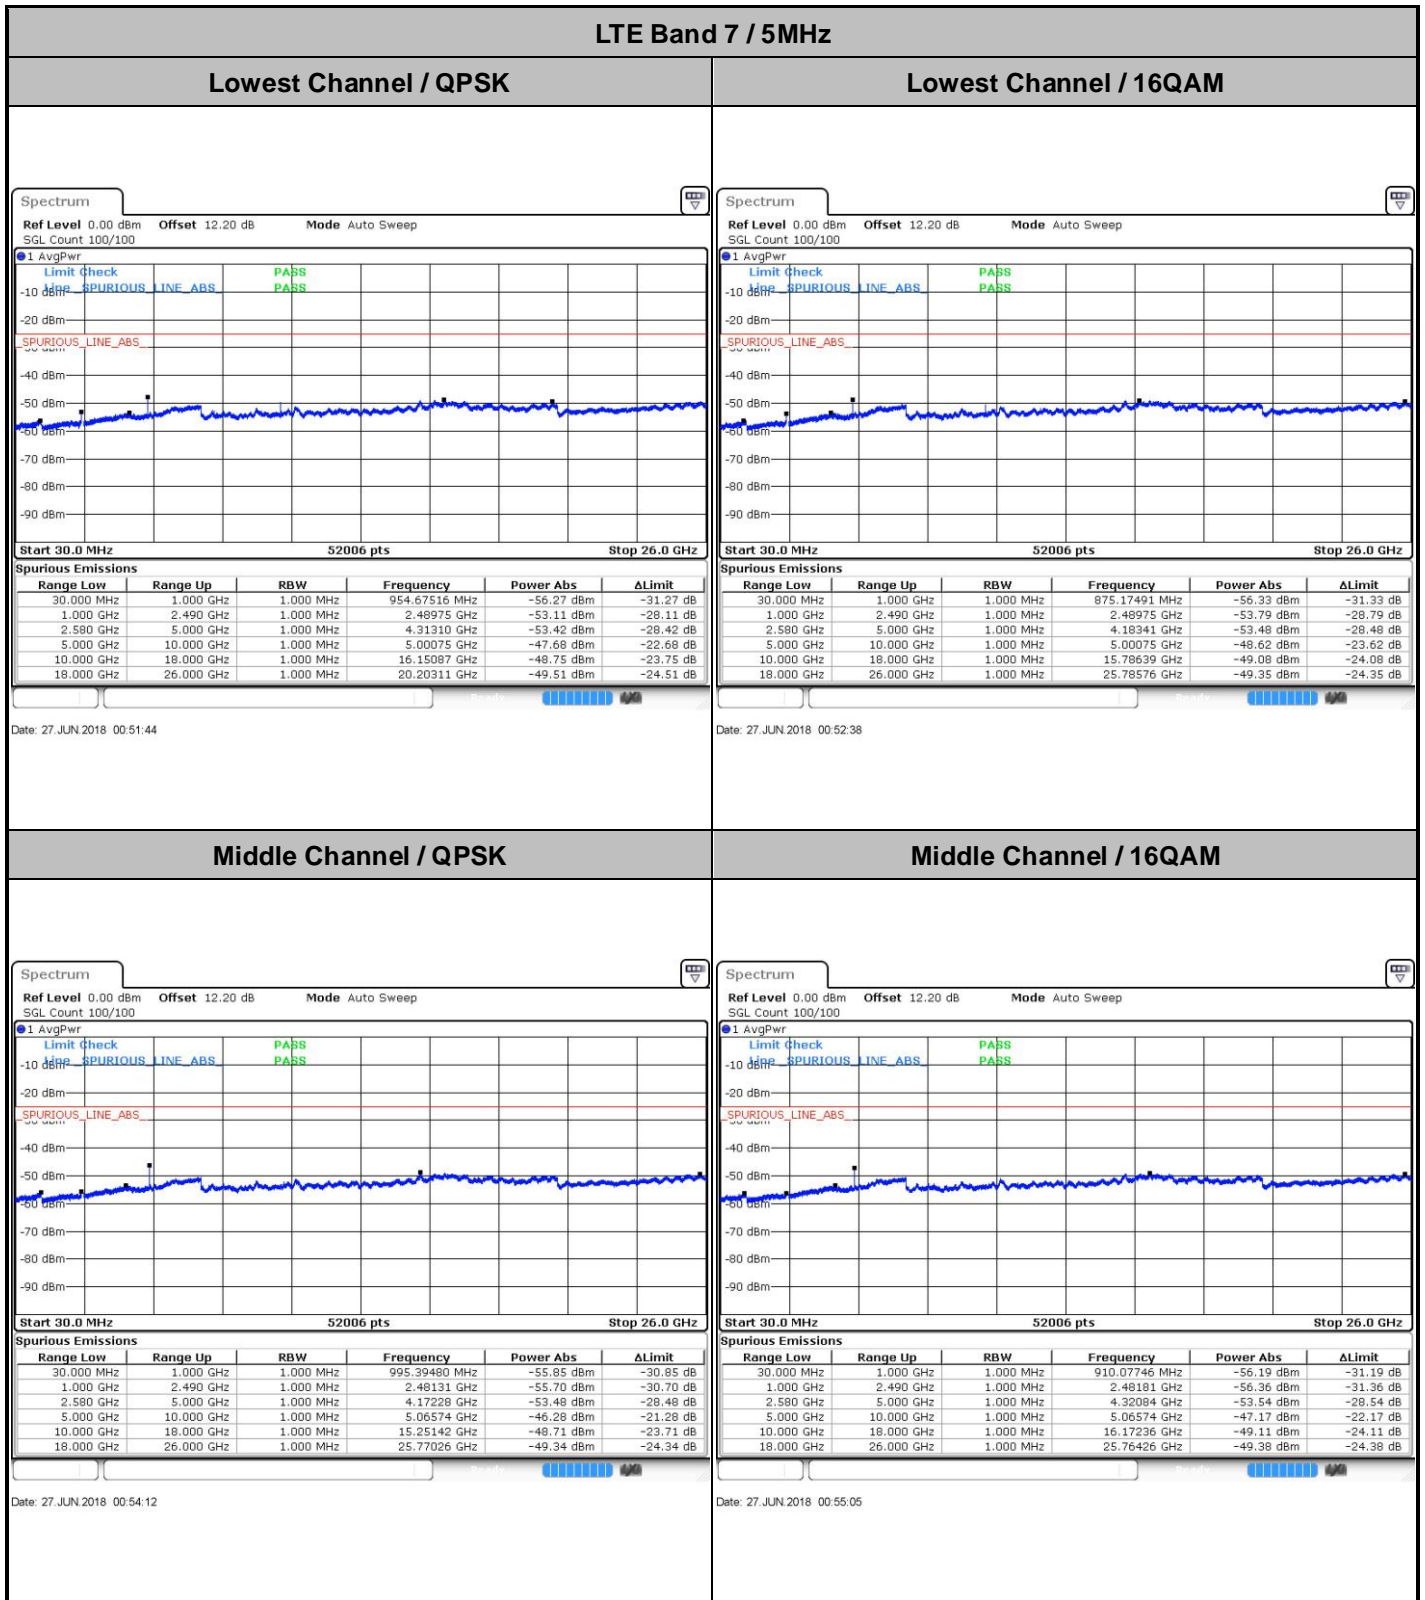 LTE Band 7 / 5MHz
Lowest Channel / QPSK
Lowest Channel / 16QAM
Spectrum
Ref Level 0.00 dBm Offset 12.20 dB Mode Auto Sweep
SGL Count 100/100
1 AvgPwr
Limit Check PASS
Line _SPURIOUS_LINE_ABS_ PASS
-10 dBm
-20 dBm
_SPURIOUS_LINE_ABS_
-30 dBm
-40 dBm
-50 dBm
-60 dBm
-70 dBm
-80 dBm
-90 dBm
Start 30.0 MHz 52006 pts Stop 26.0 GHz
Spurious Emissions
Range Low Range Up RBW Frequency Power Abs ΔLimit
30.000 MHz 1.000 GHz 1.000 MHz 954.67516 MHz -56.27 dBm -31.27 dB
1.000 GHz 2.490 GHz 1.000 MHz 2.48975 GHz -53.11 dBm -28.11 dB
2.580 GHz 5.000 GHz 1.000 MHz 4.31310 GHz -53.42 dBm -28.42 dB
5.000 GHz 10.000 GHz 1.000 MHz 5.00075 GHz -47.68 dBm -22.68 dB
10.000 GHz 18.000 GHz 1.000 MHz 16.15087 GHz -48.75 dBm -23.75 dB
18.000 GHz 26.000 GHz 1.000 MHz 20.20311 GHz -49.51 dBm -24.51 dB
Date: 27.JUN.2018 00:51:44
Spectrum
Ref Level 0.00 dBm Offset 12.20 dB Mode Auto Sweep
SGL Count 100/100
1 AvgPwr
Limit Check PASS
Line _SPURIOUS_LINE_ABS_ PASS
-10 dBm
-20 dBm
_SPURIOUS_LINE_ABS_
-30 dBm
-40 dBm
-50 dBm
-60 dBm
-70 dBm
-80 dBm
-90 dBm
Start 30.0 MHz 52006 pts Stop 26.0 GHz
Spurious Emissions
Range Low Range Up RBW Frequency Power Abs ΔLimit
30.000 MHz 1.000 GHz 1.000 MHz 875.17491 MHz -56.33 dBm -31.33 dB
1.000 GHz 2.490 GHz 1.000 MHz 2.48975 GHz -53.79 dBm -28.79 dB
2.580 GHz 5.000 GHz 1.000 MHz 4.18341 GHz -53.48 dBm -28.48 dB
5.000 GHz 10.000 GHz 1.000 MHz 5.00075 GHz -48.62 dBm -23.62 dB
10.000 GHz 18.000 GHz 1.000 MHz 15.78639 GHz -49.08 dBm -24.08 dB
18.000 GHz 26.000 GHz 1.000 MHz 25.78576 GHz -49.35 dBm -24.35 dB
Date: 27.JUN.2018 00:52:38
Middle Channel / QPSK
Middle Channel / 16QAM
Spectrum
Ref Level 0.00 dBm Offset 12.20 dB Mode Auto Sweep
SGL Count 100/100
1 AvgPwr
Limit Check PASS
Line _SPURIOUS_LINE_ABS_ PASS
-10 dBm
-20 dBm
_SPURIOUS_LINE_ABS_
-30 dBm
-40 dBm
-50 dBm
-60 dBm
-70 dBm
-80 dBm
-90 dBm
Start 30.0 MHz 52006 pts Stop 26.0 GHz
Spurious Emissions
Range Low Range Up RBW Frequency Power Abs ΔLimit
30.000 MHz 1.000 GHz 1.000 MHz 995.39480 MHz -55.85 dBm -30.85 dB
1.000 GHz 2.490 GHz 1.000 MHz 2.48131 GHz -55.70 dBm -30.70 dB
2.580 GHz 5.000 GHz 1.000 MHz 4.17228 GHz -53.48 dBm -28.48 dB
5.000 GHz 10.000 GHz 1.000 MHz 5.06574 GHz -46.28 dBm -21.28 dB
10.000 GHz 18.000 GHz 1.000 MHz 15.25142 GHz -48.71 dBm -23.71 dB
18.000 GHz 26.000 GHz 1.000 MHz 25.77026 GHz -49.34 dBm -24.34 dB
Date: 27.JUN.2018 00:54:12
Spectrum
Ref Level 0.00 dBm Offset 12.20 dB Mode Auto Sweep
SGL Count 100/100
1 AvgPwr
Limit Check PASS
Line _SPURIOUS_LINE_ABS_ PASS
-10 dBm
-20 dBm
_SPURIOUS_LINE_ABS_
-30 dBm
-40 dBm
-50 dBm
-60 dBm
-70 dBm
-80 dBm
-90 dBm
Start 30.0 MHz 52006 pts Stop 26.0 GHz
Spurious Emissions
Range Low Range Up RBW Frequency Power Abs ΔLimit
30.000 MHz 1.000 GHz 1.000 MHz 910.07746 MHz -56.19 dBm -31.19 dB
1.000 GHz 2.490 GHz 1.000 MHz 2.48181 GHz -56.36 dBm -31.36 dB
2.580 GHz 5.000 GHz 1.000 MHz 4.32084 GHz -53.54 dBm -28.54 dB
5.000 GHz 10.000 GHz 1.000 MHz 5.06574 GHz -47.17 dBm -22.17 dB
10.000 GHz 18.000 GHz 1.000 MHz 16.17236 GHz -49.11 dBm -24.11 dB
18.000 GHz 26.000 GHz 1.000 MHz 25.76426 GHz -49.38 dBm -24.38 dB
Date: 27.JUN.2018 00:55:05